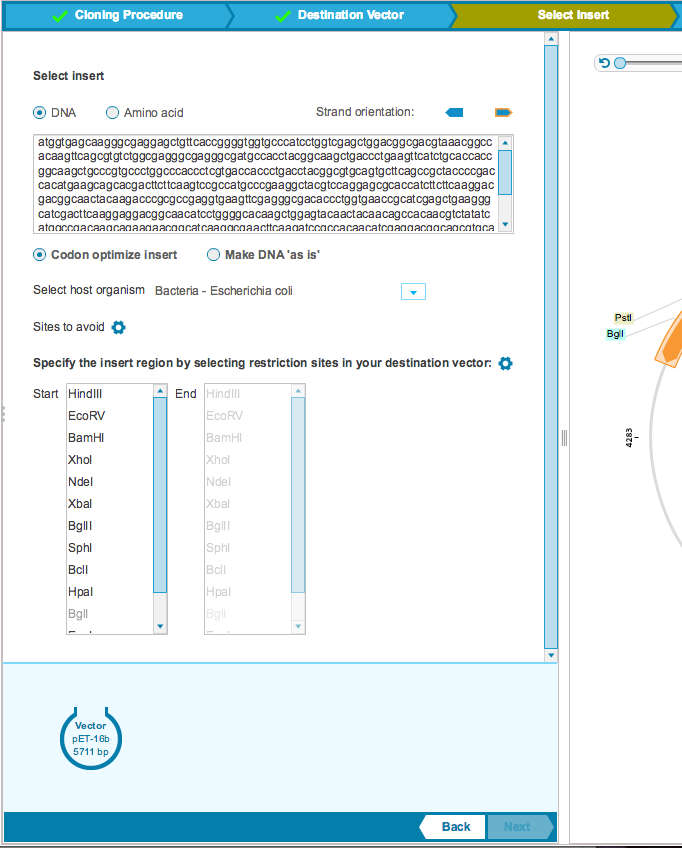 Cloning Procedure
Destination Vector
Select Insert
Select insert
DNA
Amino acid
Strand orientation:
atggtgagcaagggcgaggagctgttcaccggggtggtgcccatcctggtcgagctggacggcgacgtaaacggcc
acaagttcagcgtgtctggcgagggcgagggcgatgccacctacggcaagctgaccctgaagttcatctgcaccacc
ggcaagctgcccgtgccctggcccaccctcgtgaccaccctgacctacggcgtgcagtgcttcagccgctaccccgac
cacatgaagcagcacgacttcttcaagtccgccatgcccgaaggctacgtccaggagcgcaccatcttcttcaaggac
gacggcaactacaagacccgcgccgaggtgaagttcgagggcgacaccctggtgaaccgcatcgagctgaagggc
atcgacttcaaggaggacggcaacatcctggggcacaagctggagtacaactacaacagccacaacgtctatatc
atggccgacaagcagaagaacggcatcaaggcgaacttcaagatccgccacaacatcgaggacggcagcgtgca
Codon optimize insert
Make DNA 'as is'
Select host organism Bacteria - Escherichia coli
Sites to avoid
Specify the insert region by selecting restriction sites in your destination vector:
Start
HindIII
EcoRV
BamHI
XhoI
NdeI
XbaI
BglII
SphI
BclI
HpaI
BglI
End
HindIII
EcoRV
BamHI
XhoI
NdeI
XbaI
BglII
SphI
BclI
HpaI
BglI
PstI
BglI
4283
Vector
pET-16b
5711 bp
Back
Next